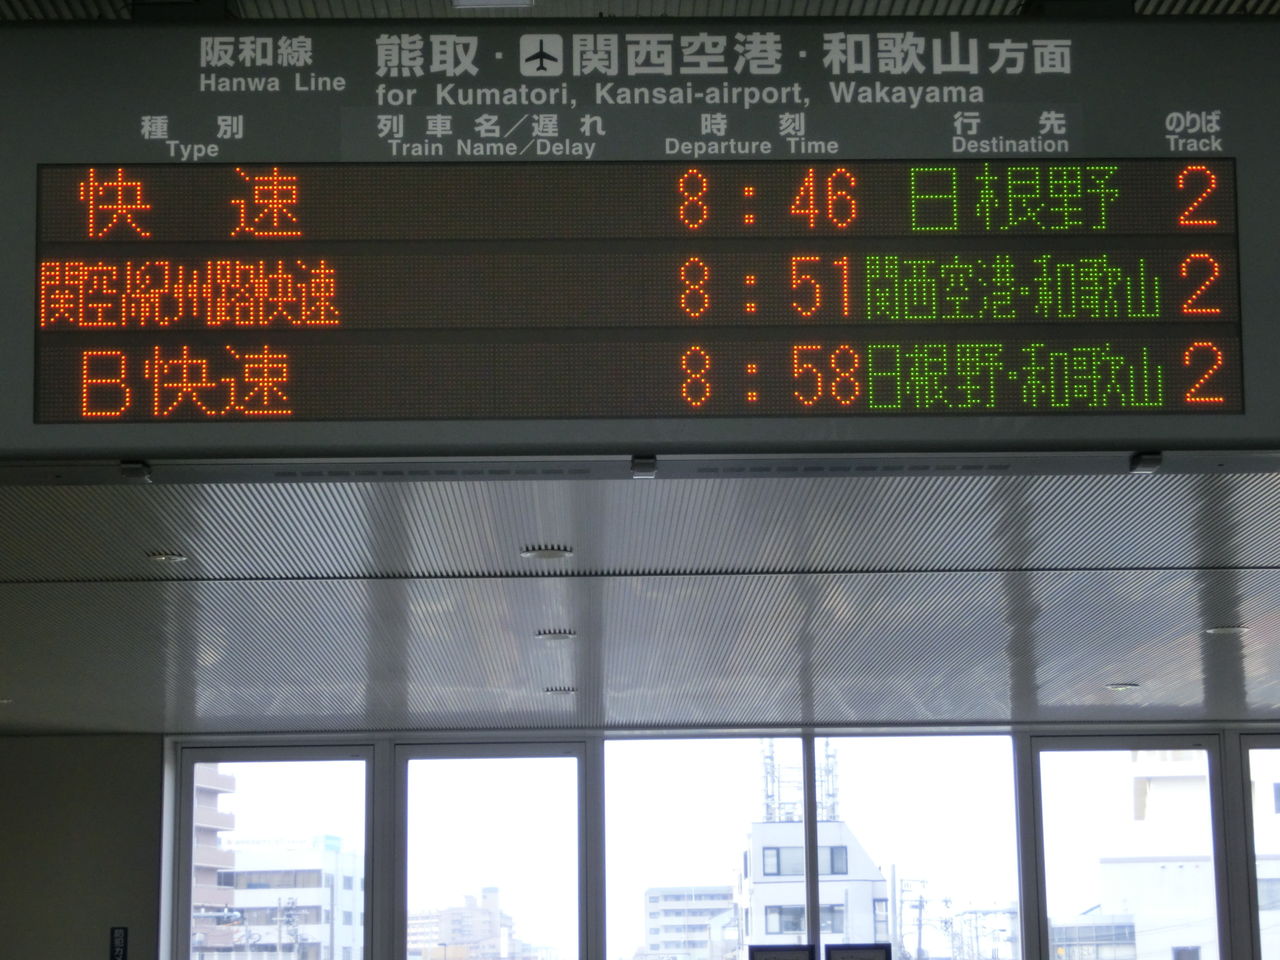 阪和線 熊取・関西空港・和歌山方面
Hanwa Line for Kumatori, Kansai-airport, Wakayama
種別 列車名/遅れ 時刻 行先 のりば
Type Train Name/Delay Departure Time Destination Track
快速 8:46 日根野 2
関空紀州路快速 8:51 関西空港・和歌山 2
B快速 8:58 日根野・和歌山 2